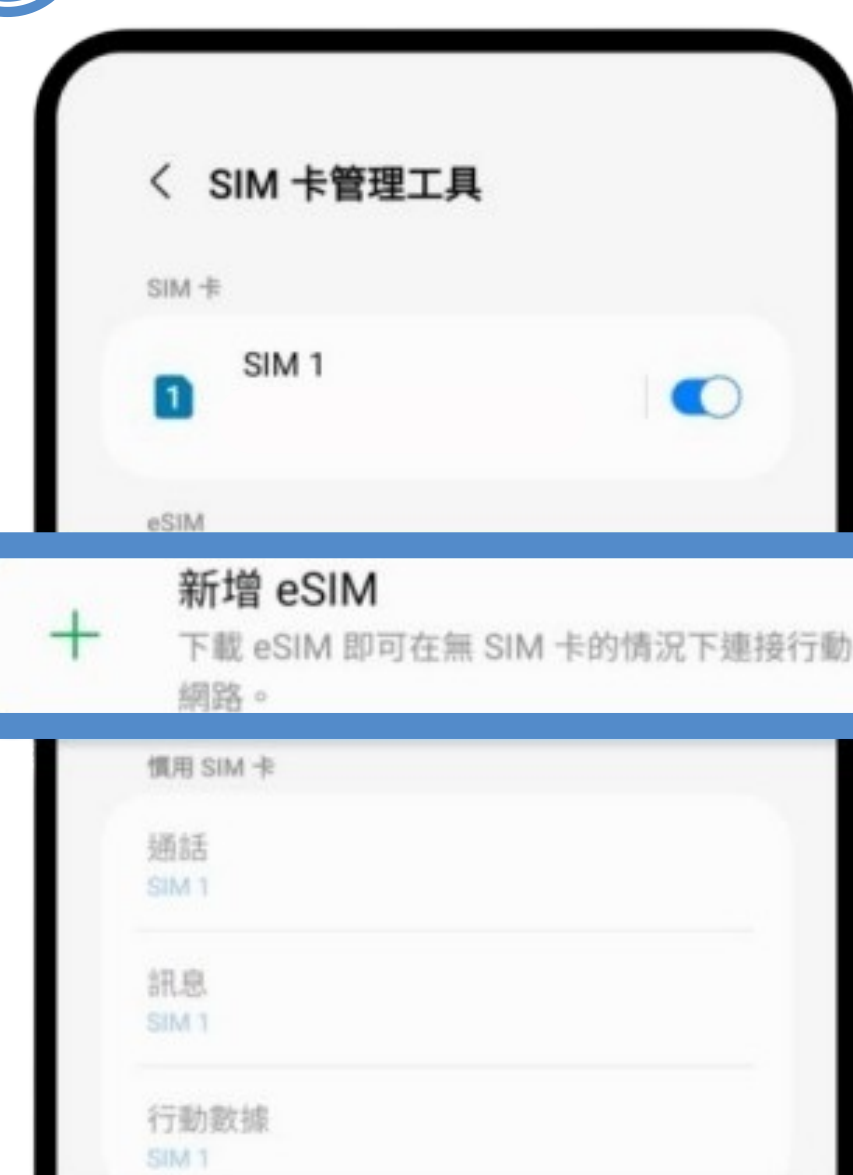 SIM 卡管理工具
SIM 卡
1
SIM 1
eSIM
新增 eSIM
下載 eSIM 即可在無 SIM 卡的情況下連接行動
網路。
慣用 SIM 卡
通話
SIM 1
訊息
SIM 1
行動數據
SIM 1